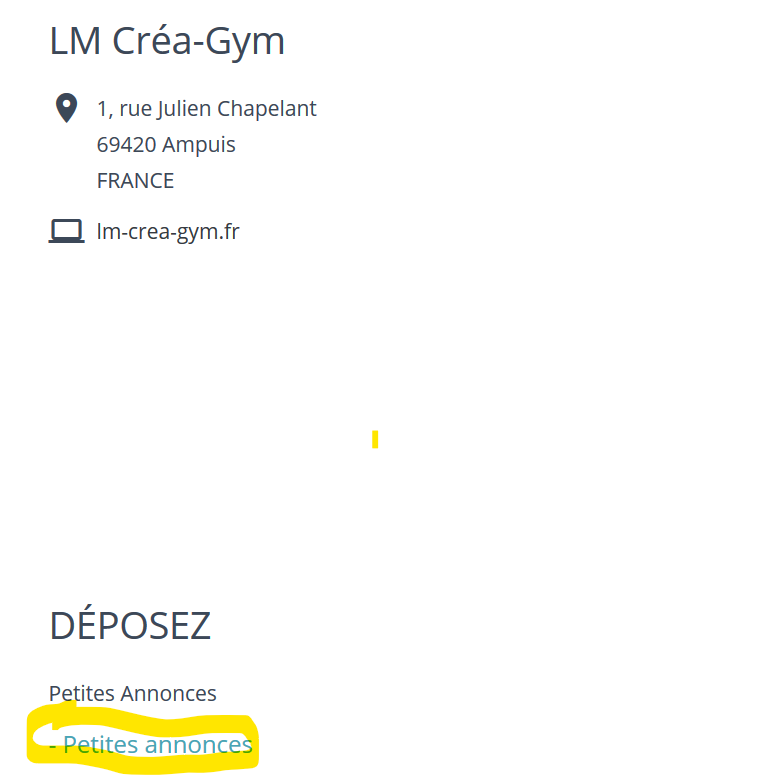 LM Créa-Gym
1, rue Julien Chapelant
69420 Ampuis
FRANCE
lm-crea-gym.fr
DÉPOSEZ
Petites Annonces
- Petites annonces